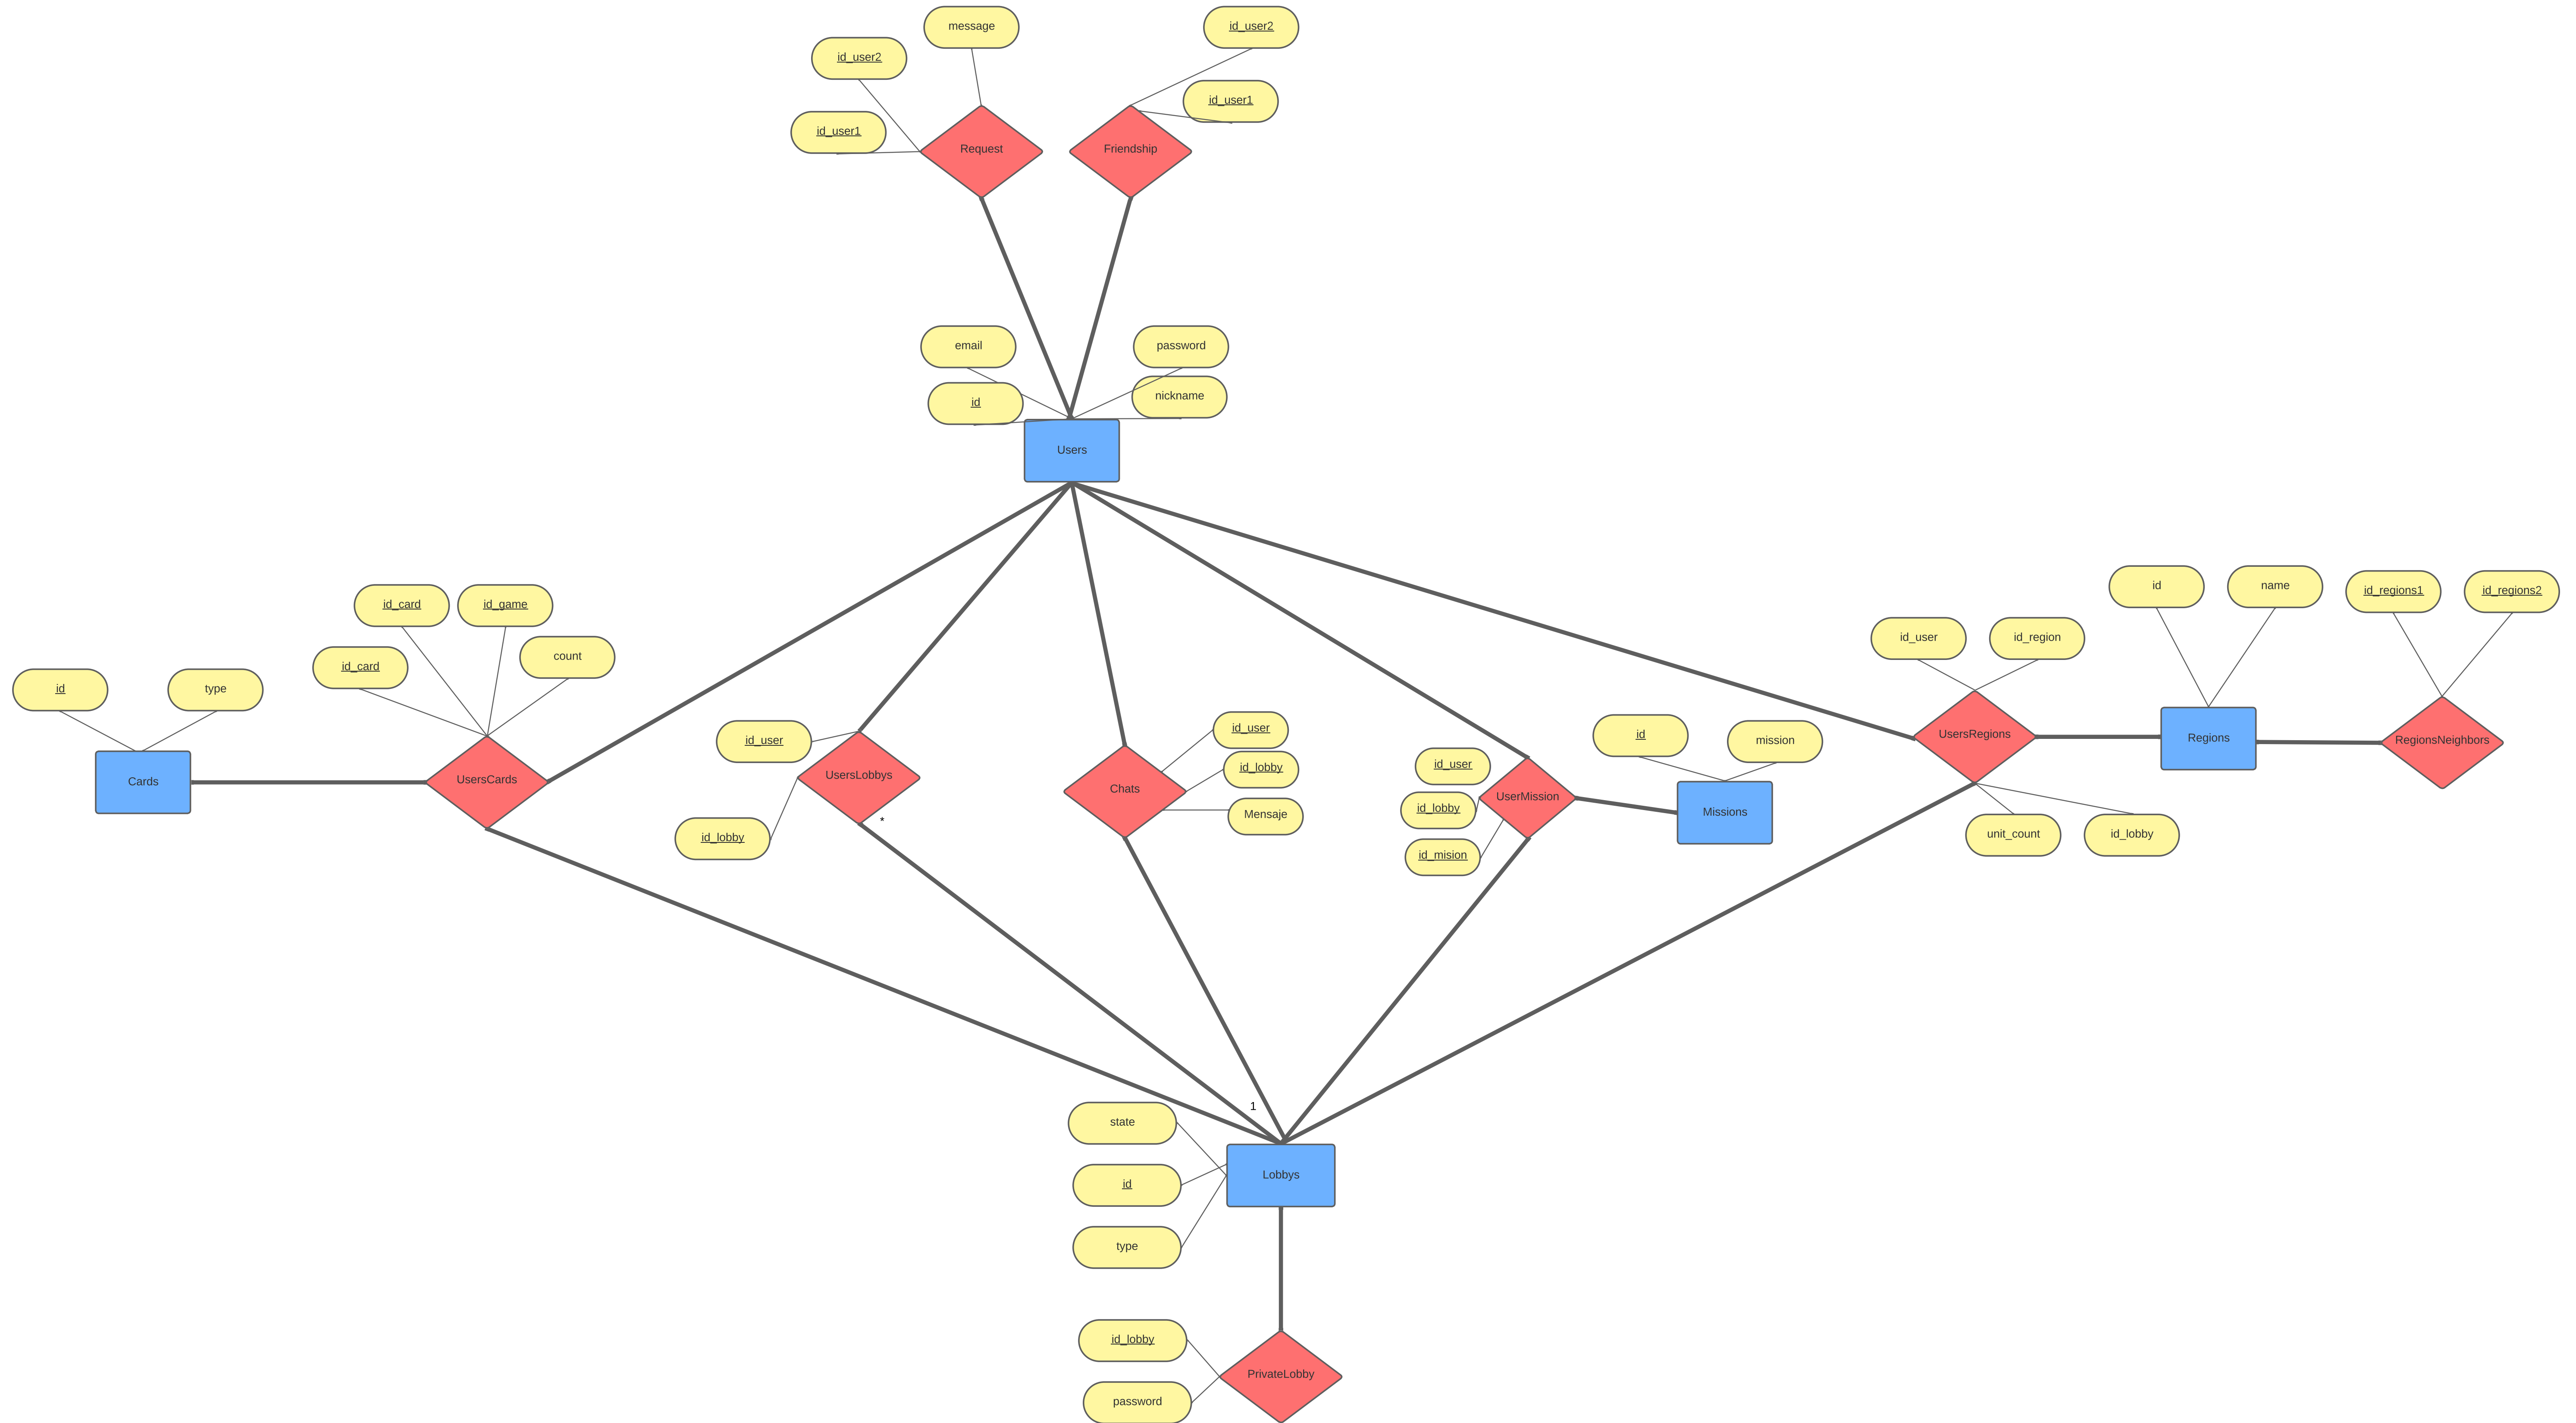 message
id_user2
id_user2
id_user1
id_user1
Request
Friendship
email
password
id
nickname
Users
id_card
id_game
id_card
count
id
type
Cards
UsersCards
id_user
UsersLobbys
id_lobby
*
id_user
id_lobby
Chats
Mensaje
id_user
id_lobby
UserMission
id_mision
id
mission
Missions
id_user
id_region
UsersRegions
unit_count
id_lobby
id
name
Regions
id_regions1
id_regions2
RegionsNeighbors
1
state
id
Lobbys
type
id_lobby
PrivateLobby
password